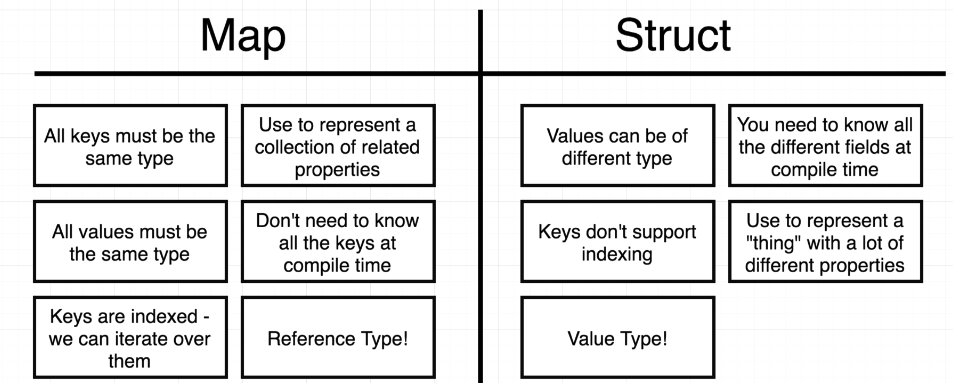 Map
Struct
All keys must be the
same type
Use to represent a
collection of related
properties
Values can be of
different type
You need to know all
the different fields at
compile time
All values must be
the same type
Don't need to know
all the keys at
compile time
Keys don't support
indexing
Use to represent a
"thing" with a lot of
different properties
Keys are indexed -
we can iterate over
them
Reference Type!
Value Type!